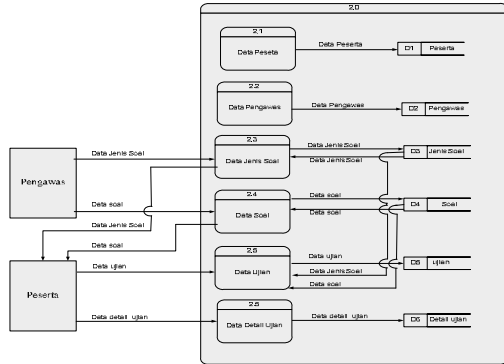 2.0
2.1
Data Peseta
Data Peserta
D1 Peserta
2.2
Data Pengawas
Data Pengawas
D2 Pengawas
2.3
Data Jenis Soal
Data Jenis Soal
Data Jenis Soal
D3 Jenis Soal
Data Jenis Soal
Pengawas
2.4
Data soal
Data Soal
Data soal
D4 Soal
Data soal
Data Jenis Soal
Data soal
2.5
Data ujian
D5 ujian
Data Ujian
Data ujian
Data Jenis Soal
Data soal
Peserta
2.6
Data detail ujian
Data Detail Ujian
Data detail ujian
D6 Detail ujian